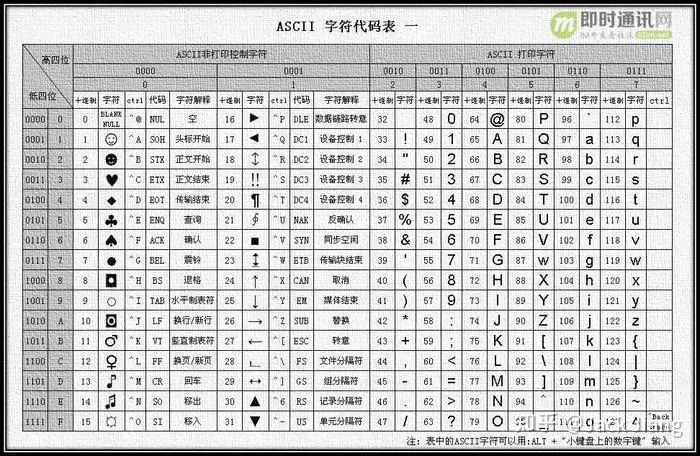 ASCII 字符代码表 一
即时通讯网
IM开发者社区 52im.net
高四位 ASCII非打印控制字符 ASCII 打印字符
0000 0001 0010 0011 0100 0101 0110 0111
0 1 2 3 4 5 6 7
低四位 十进制 字符 ctrl 代码 字符解释 十进制 字符 ctrl 代码 字符解释 十进制 字符 十进制 字符 十进制 字符 十进制 字符 十进制 字符 十进制 字符 ctrl
0000 0 0 BLANK NULL ^@ NUL 空 16 ► ^P DLE 数据链路转意 32 48 0 64 @ 80 P 96 ` 112 p
0001 1 1 ☺ ^A SOH 头标开始 17 ◄ ^Q DC1 设备控制 1 33 ! 49 1 65 A 81 Q 97 a 113 q
0010 2 2 ☻ ^B STX 正文开始 18 ↕ ^R DC2 设备控制 2 34 " 50 2 66 B 82 R 98 b 114 r
0011 3 3 ♥ ^C ETX 正文结束 19 ‼ ^S DC3 设备控制 3 35 # 51 3 67 C 83 S 99 c 115 s
0100 4 4 ♦ ^D EOT 传输结束 20 ¶ ^T DC4 设备控制 4 36 $ 52 4 68 D 84 T 100 d 116 t
0101 5 5 ♣ ^E ENQ 查询 21 ∮ ^U NAK 反确认 37 % 53 5 69 E 85 U 101 e 117 u
0110 6 6 ♠ ^F ACK 确认 22 ■ ^V SYN 同步空闲 38 & 54 6 70 F 86 V 102 f 118 v
0111 7 7 ● ^G BEL 震铃 23 ↨ ^W ETB 传输块结束 39 ' 55 7 71 G 87 w 103 g 119 w
1000 8 8 ◘ ^H BS 退格 24 ↑ ^X CAN 取消 40 ( 56 8 72 H 88 X 104 h 120 x
1001 9 9 ○ ^I TAB 水平制表符 25 ↓ ^Y EM 媒体结束 41 ) 57 9 73 I 89 Y 105 i 121 y
1010 A 10 ◙ ^J LF 换行/新行 26 → ^Z SUB 替换 42 * 58 : 74 J 90 Z 106 j 122 z
1011 B 11 ♂ ^K VT 竖直制表符 27 ← ^[ ESC 转意 43 + 59 ; 75 K 91 [ 107 k 123 {
1100 C 12 ♀ ^L FF 换页/新页 28 ∟ ^\ FS 文件分隔符 44 , 60 < 76 L 92 \ 108 l 124 |
1101 D 13 ♪ ^M CR 回车 29 ↔ ^] GS 组分隔符 45 - 61 = 77 M 93 ] 109 m 125 }
1110 E 14 ♫ ^N SO 移出 30 ▲ ^6 RS 记录分隔符 46 . 62 > 78 N 94 ^ 110 n 126 ~
1111 F 15 ☼ ^O SI 移入 31 ▼ ^- US 单元分隔符 47 / 63 ? 79 O ^Back
知乎 @Jack Jiang
注: 表中的ASCII字符可以用:ALT + "小键盘上的数字键" 输入